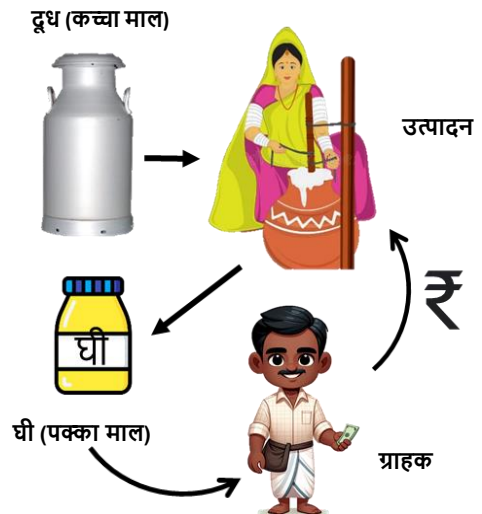 दूध (कच्चा माल)
उत्पादन
₹
घी
घी (पक्का माल)
ग्राहक